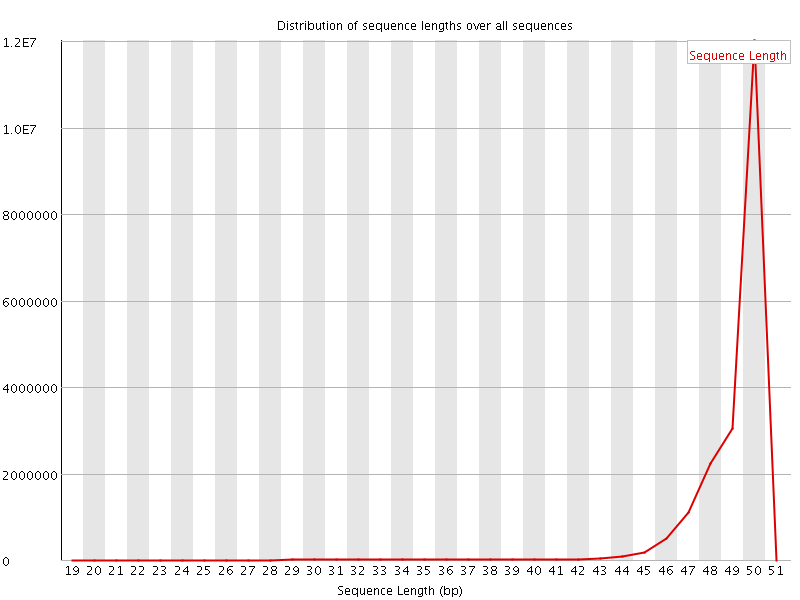 Distribution of sequence lengths over all sequences
1.2E7
Sequence Length
1.0E7
8000000
6000000
4000000
2000000
0
19 20 21 22 23 24 25 26 27 28 29 30 31 32 33 34 35 36 37 38 39 40 41 42 43 44 45 46 47 48 49 50 51
Sequence Length (bp)